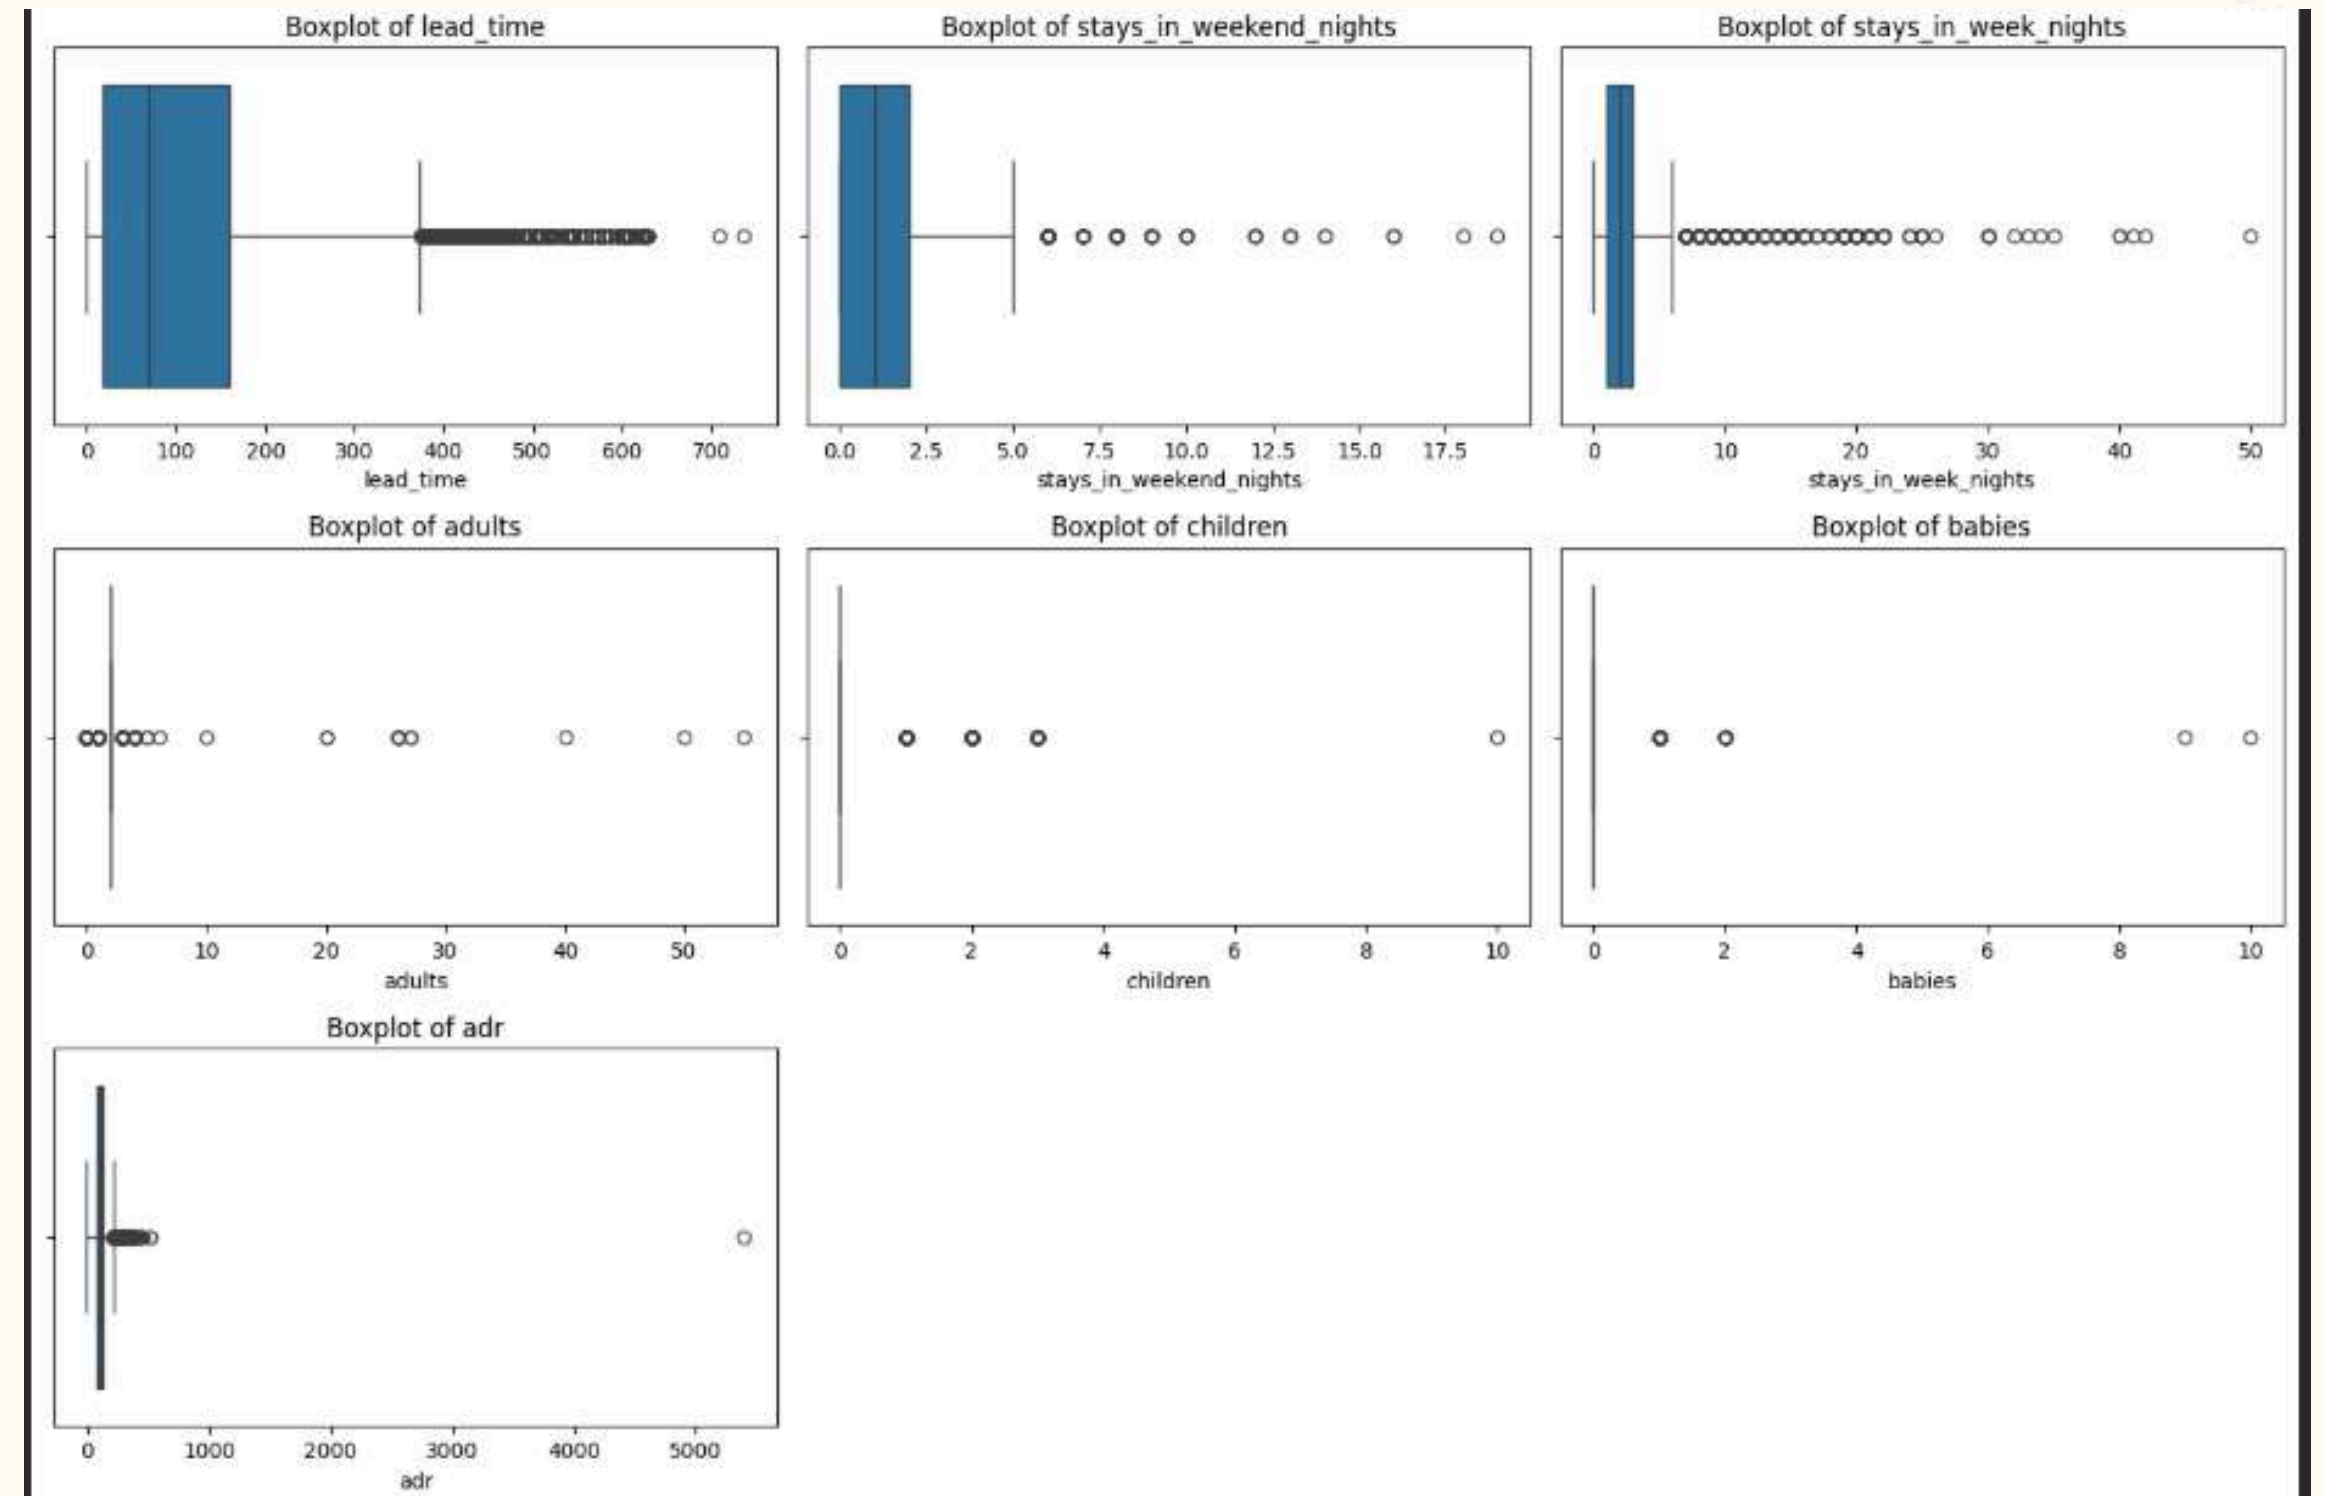 Boxplot of lead_time
0 100 200 300 400 500 600 700
lead_time
Boxplot of stays_in_weekend_nights
0.0 2.5 5.0 7.5 10.0 12.5 15.0 17.5
stays_in_weekend_nights
Boxplot of stays_in_week_nights
0 10 20 30 40 50
stays_in_week_nights
Boxplot of adults
0 10 20 30 40 50
adults
Boxplot of children
0 2 4 6 8 10
children
Boxplot of babies
0 2 4 6 8 10
babies
Boxplot of adr
0 1000 2000 3000 4000 5000
adr